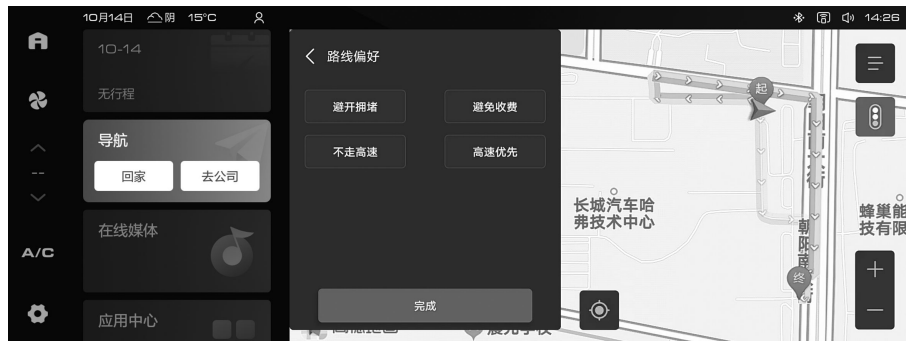 10月14日 阴 15°C
14:26
10-14
无行程
导航
回家 去公司
在线媒体
A/C
应用中心
路线偏好
避开拥堵 避免收费
不走高速 高速优先
完成
起
长城汽车哈
弗技术中心
朝阳南
终
蜂巢能
技有限